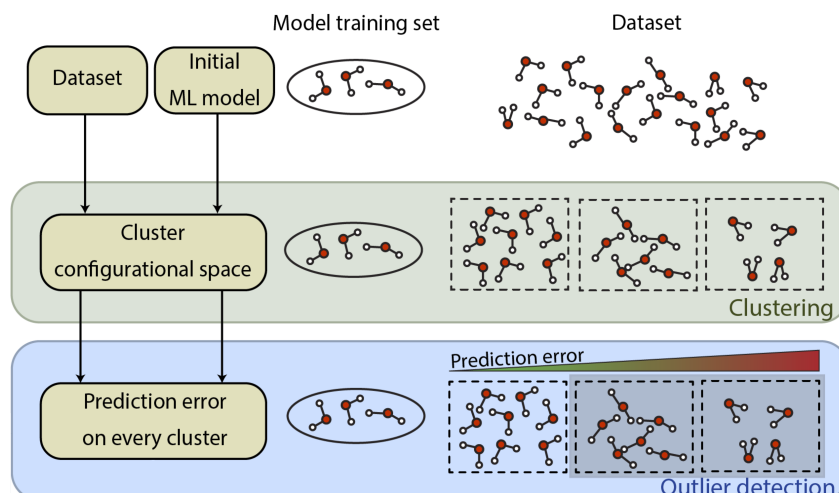 Model training set
Dataset
Dataset
Initial
ML model
Cluster
configurational space
Clustering
Prediction error
Prediction error
on every cluster
Outlier detection